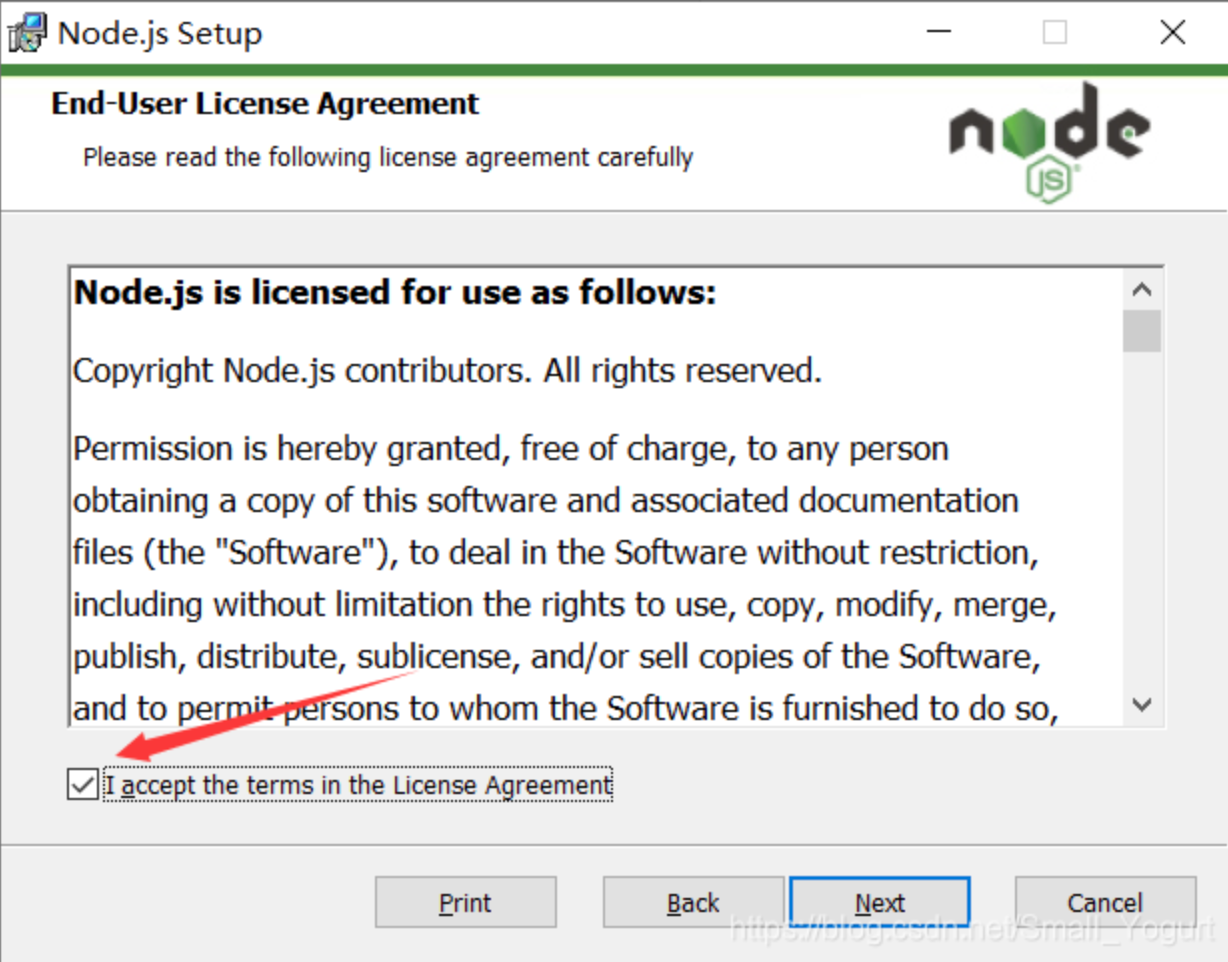 Node.js Setup
End-User License Agreement
Please read the following license agreement carefully
node
JS
Node.js is licensed for use as follows:
Copyright Node.js contributors. All rights reserved.
Permission is hereby granted, free of charge, to any person
obtaining a copy of this software and associated documentation
files (the "Software"), to deal in the Software without restriction,
including without limitation the rights to use, copy, modify, merge,
publish, distribute, sublicense, and/or sell copies of the Software,
and to permit persons to whom the Software is furnished to do so,
I accept the terms in the License Agreement
Print Back Next Cancel
https://blog.csdn.net/Small_Yogurt